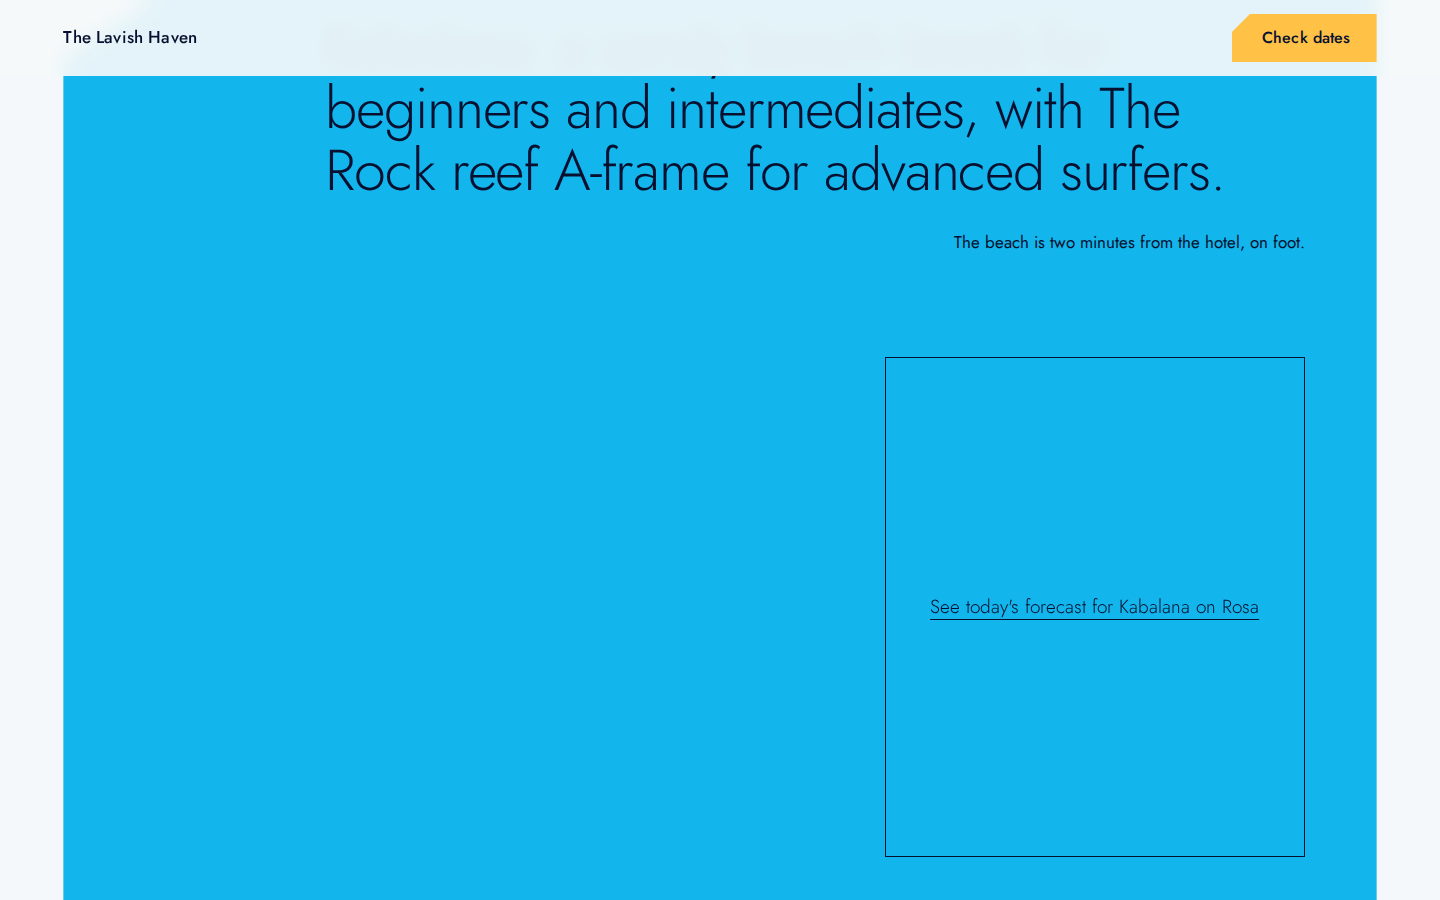 The Lavish Haven
Check dates
beginners and intermediates, with The
Rock reef A-frame for advanced surfers.
The beach is two minutes from the hotel, on foot.
See today's forecast for Kabalana on Rosa